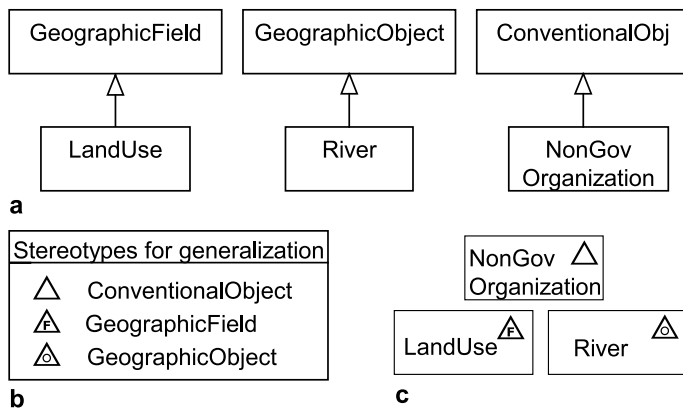 GeographicField
GeographicObject
ConventionalObj
LandUse
River
NonGov
Organization
a
Stereotypes for generalization
ConventionalObject
F GeographicField
O GeographicObject
b
NonGov
Organization
LandUse F
River O
c